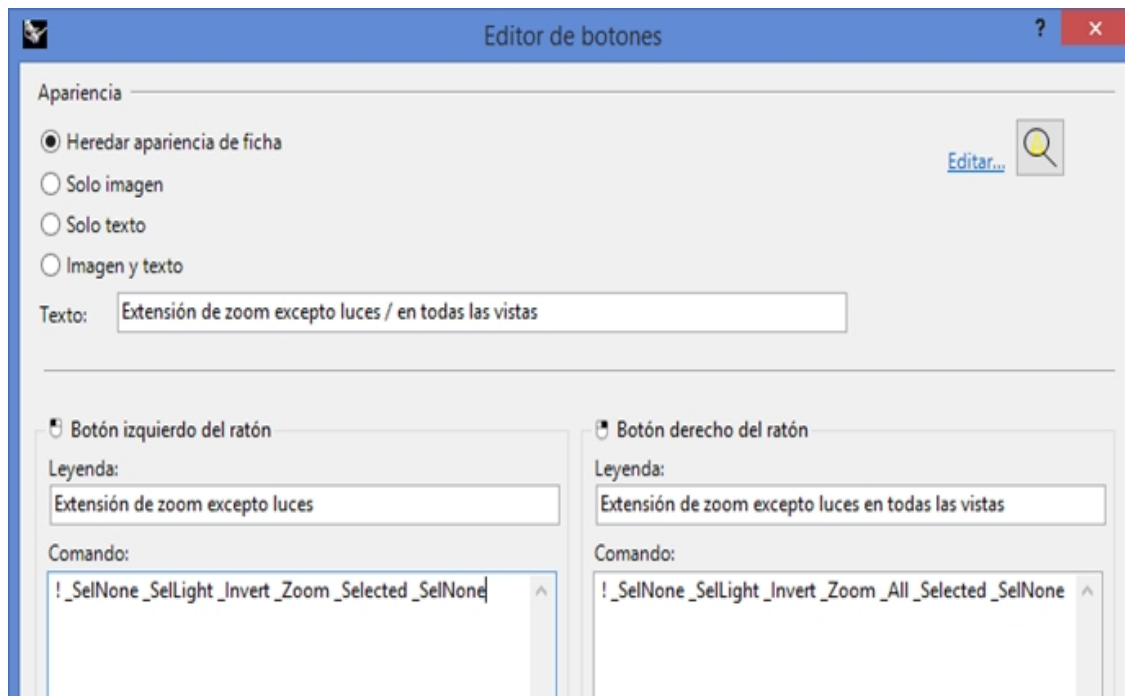 Editor de botones
?
x
Apariencia
Heredar apariencia de ficha
Editar...
Solo imagen
Solo texto
Imagen y texto
Texto: Extensión de zoom excepto luces / en todas las vistas
Botón izquierdo del ratón
Leyenda:
Extensión de zoom excepto luces
Comando:
! _SelNone _SelLight _Invert _Zoom _Selected _SelNone
Botón derecho del ratón
Leyenda:
Extensión de zoom excepto luces en todas las vistas
Comando:
! _SelNone _SelLight _Invert _Zoom _All _Selected _SelNone